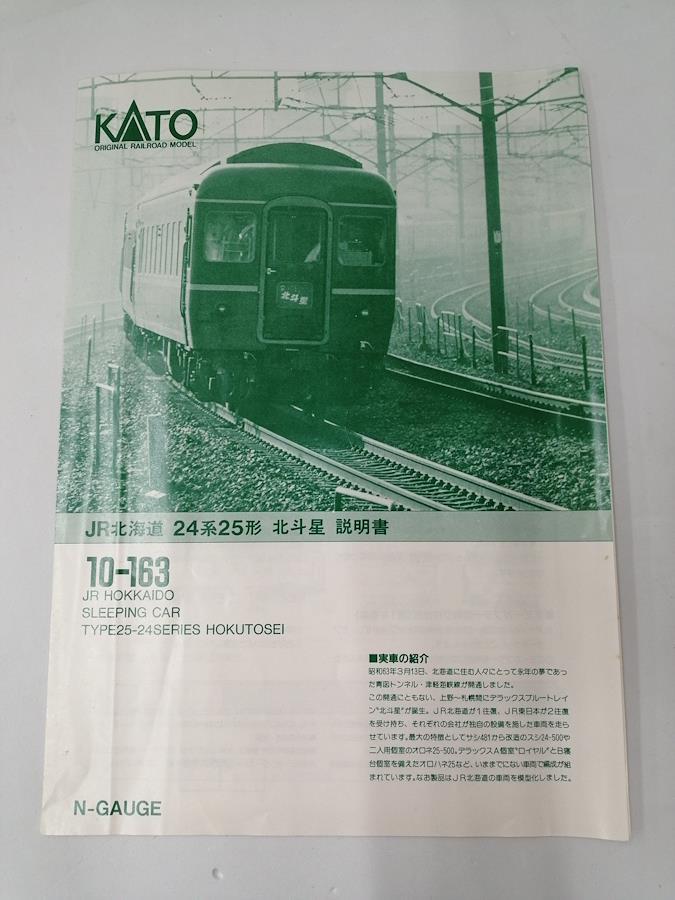 KATO
ORIGINAL RAILROAD MODEL
北斗星
JR北海道 24系25形 北斗星 説明書
10-163
JR HOKKAIDO
SLEEPING CAR
TYPE25-24SERIES HOKUTOSEI
■実車の紹介
昭和63年3月13日、北海道に住む人々にとって永年の夢であっ
た青函トンネル・津軽海峡線が開通しました。
この開通にともない、上野〜札幌間にデラックスブルートレイ
ン"北斗星"が誕生。JR北海道が1往復、JR東日本が2往復
を受け持ち、それぞれの会社が独自の設備を施した車両を走ら
せています。最大の特徴としてサシ481から改造のスシ24-500や
二人用個室のオロネ25-500。デラックスA個室"ロイヤル"とB寝
台個室を備えたオロハネ25など、いままでにない車両で編成が組
まれています。なお製品はJR北海道の車両を模型化しました。
N-GAUGE